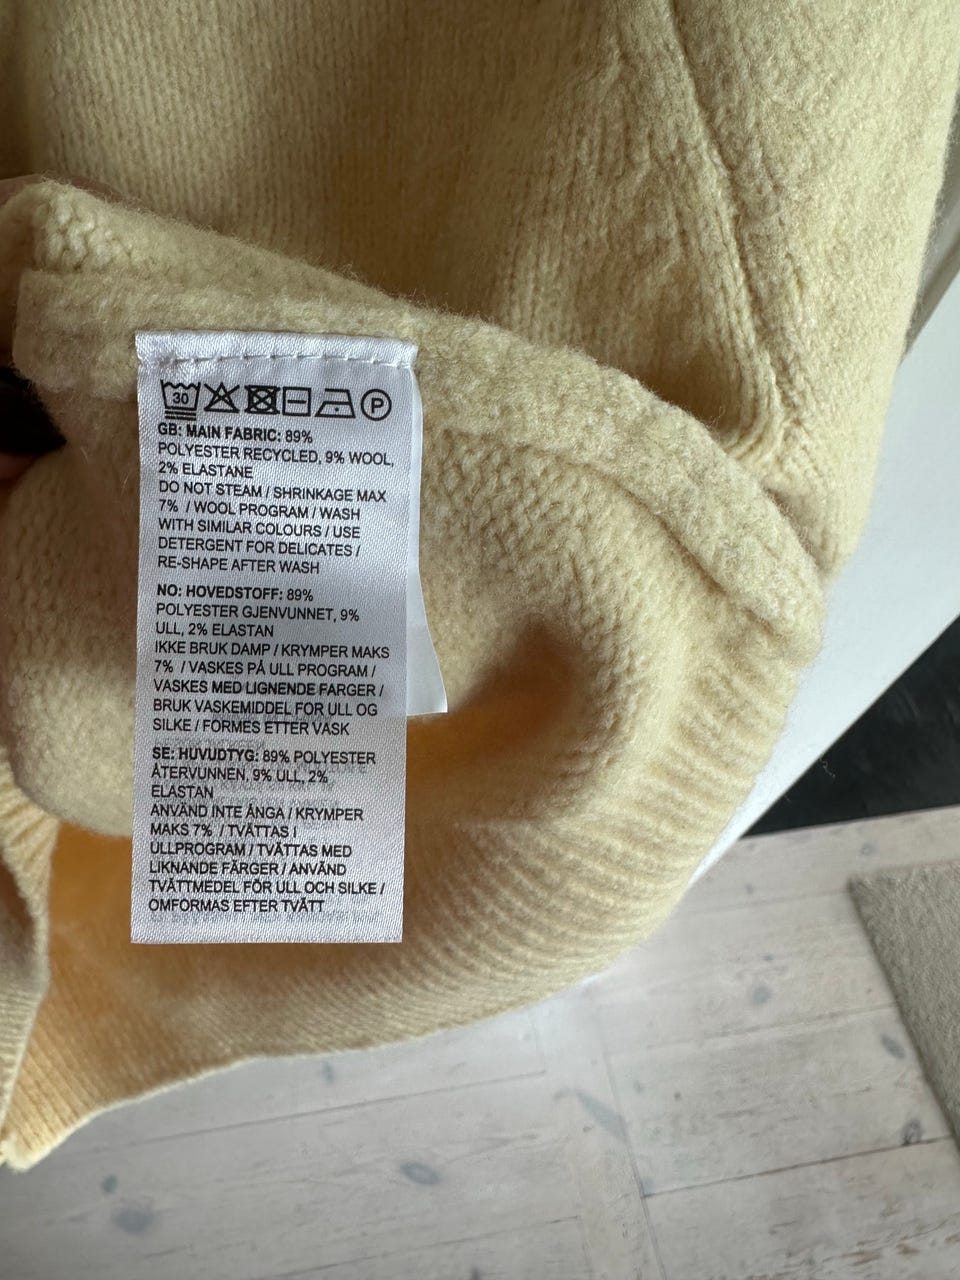 30 P
GB: MAIN FABRIC: 89%
POLYESTER RECYCLED, 9% WOOL,
2% ELASTANE
DO NOT STEAM / SHRINKAGE MAX
7% / WOOL PROGRAM / WASH
WITH SIMILAR COLOURS / USE
DETERGENT FOR DELICATES /
RE-SHAPE AFTER WASH
NO: HOVEDSTOFF: 89%
POLYESTER GJENVUNNET, 9%
ULL, 2% ELASTAN
IKKE BRUK DAMP / KRYMPER MAKS
7% / VASKES PÅ ULL PROGRAM /
VASKES MED LIGNENDE FARGER /
BRUK VASKEMIDDEL FOR ULL OG
SILKE / FORMES ETTER VASK
SE: HUVUDTYG: 89% POLYESTER
ÅTERVUNNEN, 9% ULL, 2%
ELASTAN
ANVÄND INTE ÅNGA / KRYMPER
MAKS 7% / TVÄTTAS I
ULLPROGRAM / TVÄTTAS MED
LIKNANDE FÄRGER / ANVÄND
TVÄTTMEDEL FÖR ULL OCH SILKE /
OMFORMAS EFTER TVÄTT